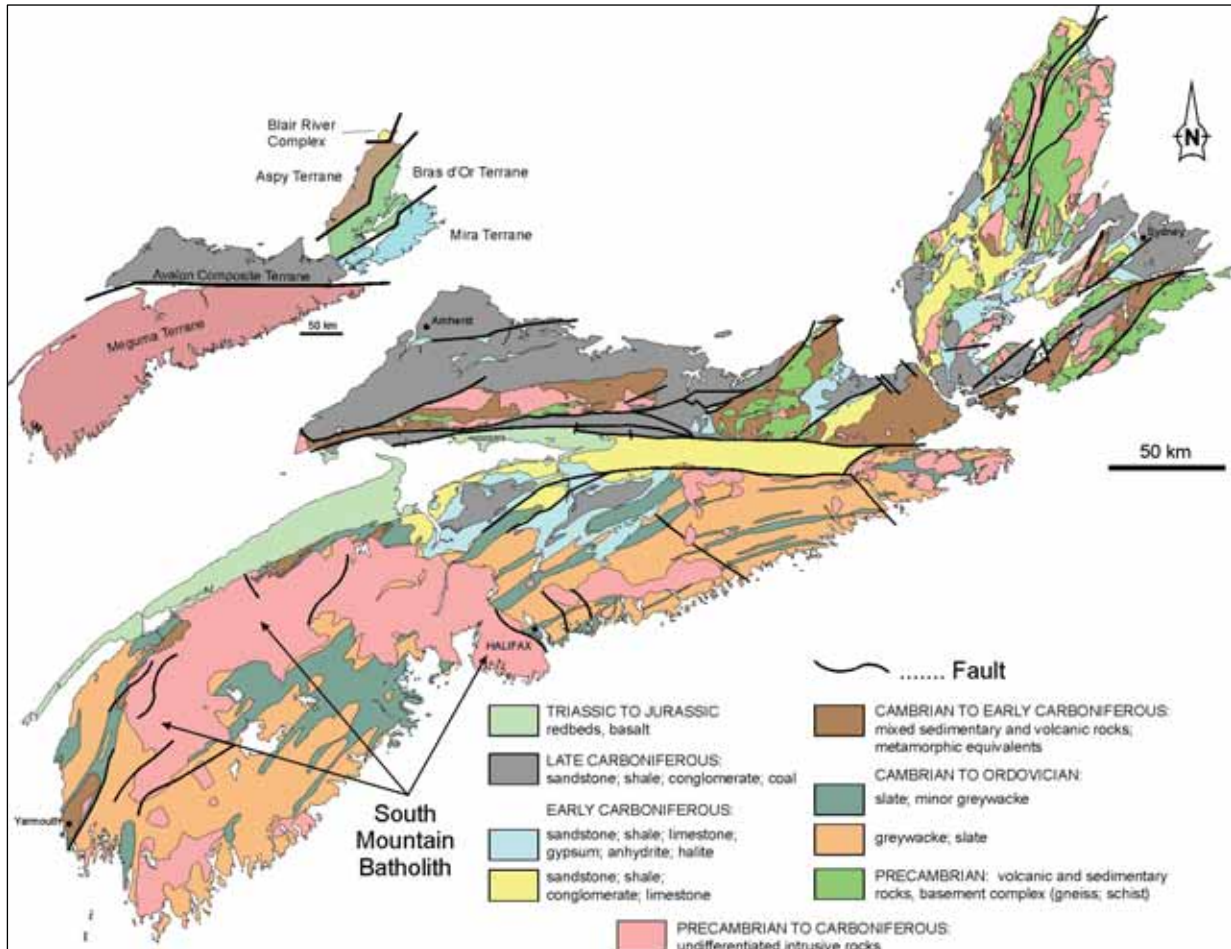 Blair River
Complex
Aspy Terrane
Bras d'Or Terrane
Mira Terrane
Avalon Composite Terrane
Meguma Terrane
50 km
N
Sydney
Amherst
50 km
HALIFAX
Yarmouth
South
Mountain
Batholith
........ Fault
TRIASSIC TO JURASSIC
redbeds, basalt
LATE CARBONIFEROUS:
sandstone; shale; conglomerate; coal
EARLY CARBONIFEROUS:
sandstone; shale; limestone;
gypsum; anhydrite; halite
sandstone; shale;
conglomerate; limestone
CAMBRIAN TO EARLY CARBONIFEROUS:
mixed sedimentary and volcanic rocks;
metamorphic equivalents
CAMBRIAN TO ORDOVICIAN:
slate; minor greywacke
greywacke; slate
PRECAMBRIAN: volcanic and sedimentary
rocks, basement complex (gneiss; schist)
PRECAMBRIAN TO CARBONIFEROUS:
undifferentiated intrusive rocks